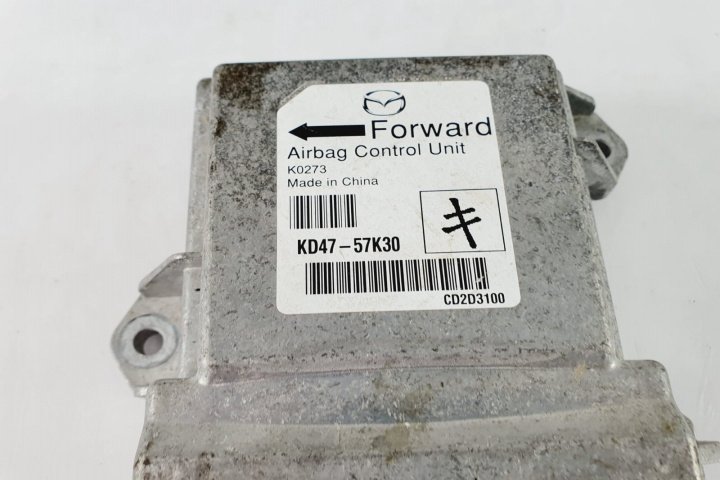 Forward
Airbag Control Unit
K0273
Made in China
KD47-57K30
キ
CD2D3100